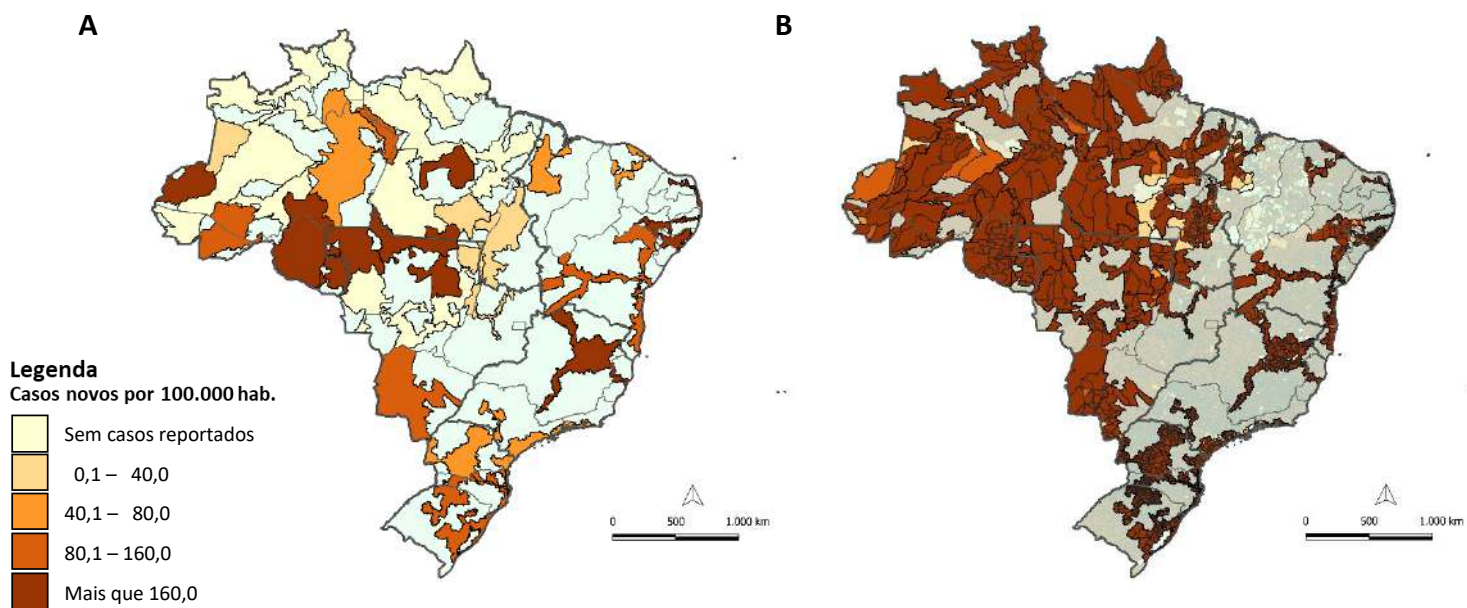 A
B
Legenda
Casos novos por 100.000 hab.
Sem casos reportados
0,1 – 40,0
40,1 – 80,0
80,1 – 160,0
Mais que 160,0
0 500 1.000 km
0 500 1.000 km